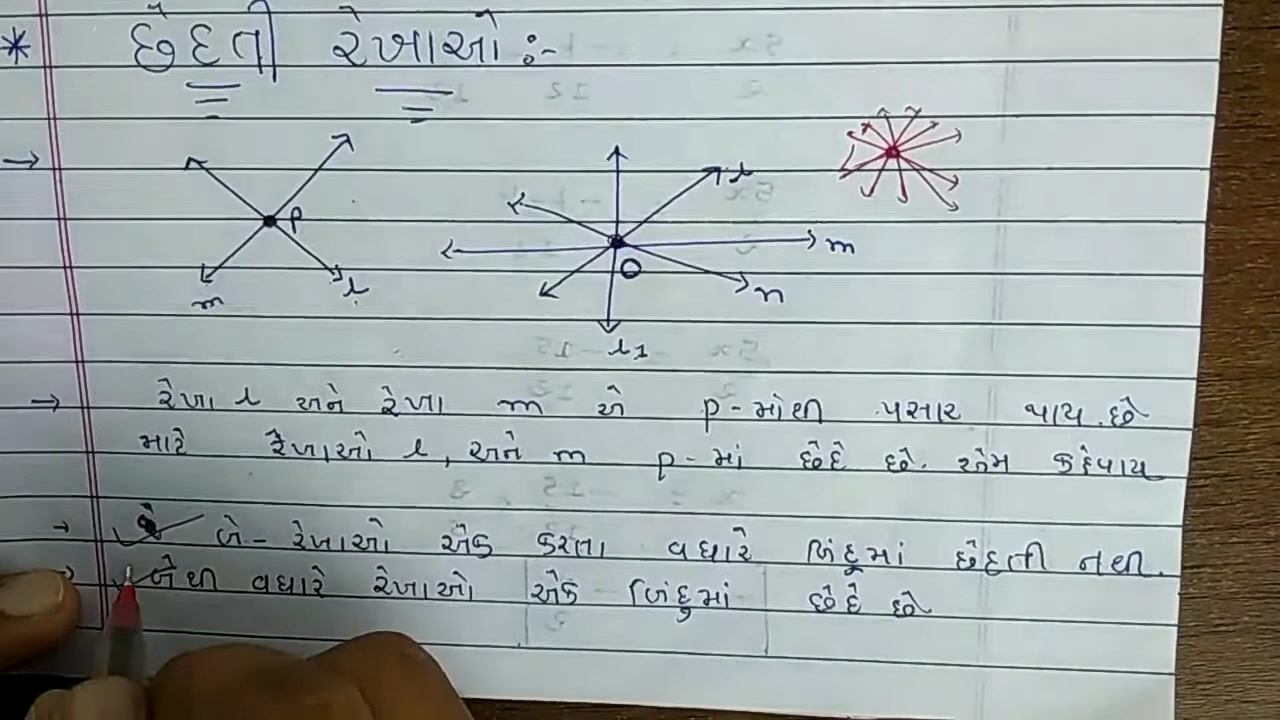 * છેદતી રેખાઓ :-
→
P
m
l
l
m
O
n
l1
→ રેખા l અને રેખા m એ P-માંથી પસાર થાય છે
માટે રેખાઓ l, અને m P-માં છેદે છે. એમ કહેવાય
→ બે - રેખાઓ એક કરતા વધારે બિંદુમાં છેદતી નથી.
→ બેથી વધારે રેખાઓ એક બિંદુમાં છેદે છે